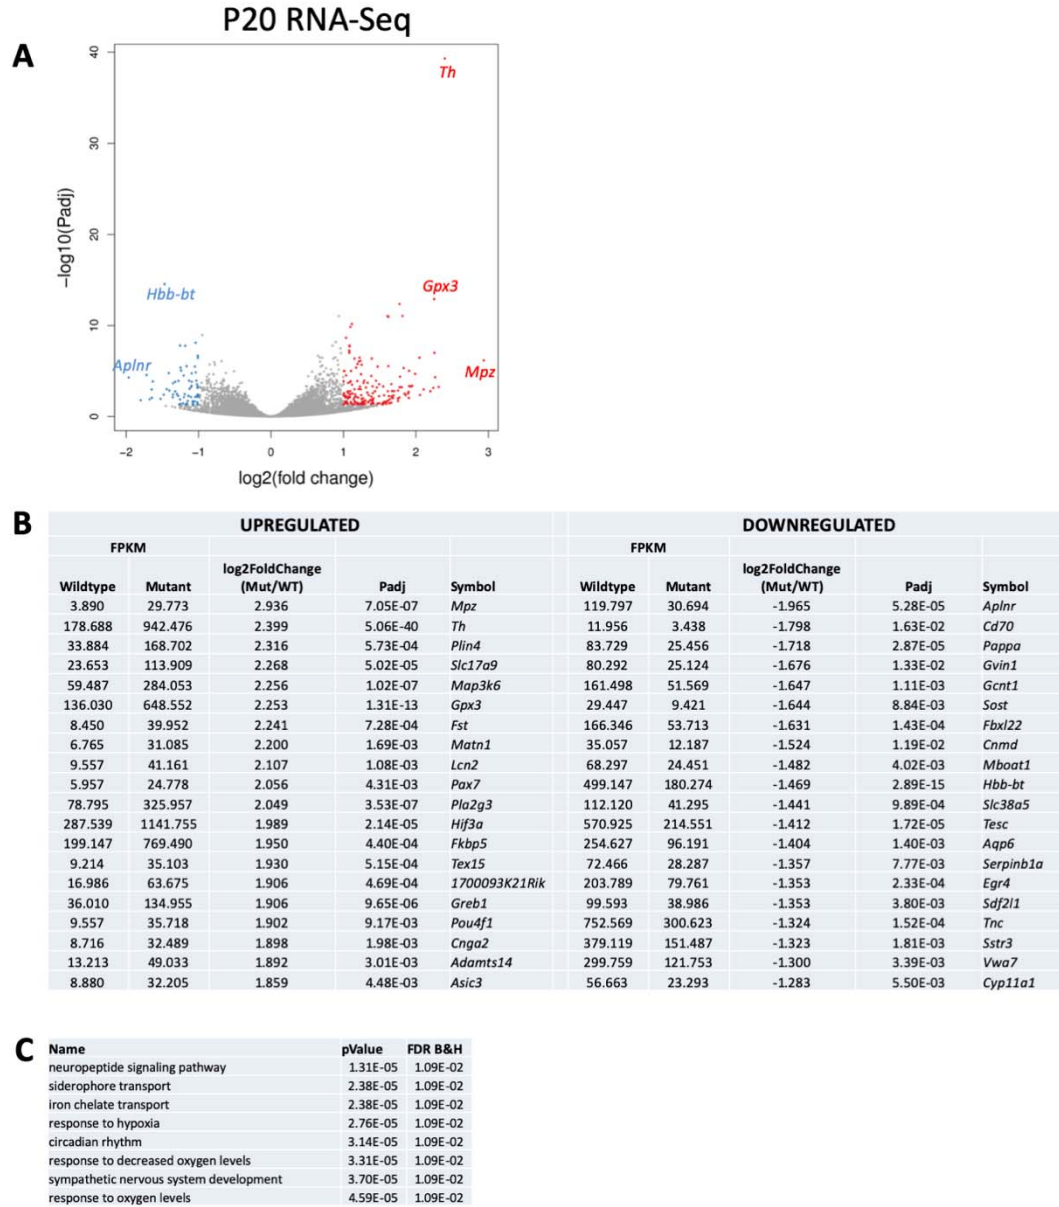 P20 RNA-Seq
A
Th
Gpx3
Hbb-bt
Aplnr
Mpz
−log10(Padj)
40
30
20
10
0
−2 −1 0 1 2 3
log2(fold change)
B
UPREGULATED DOWNREGULATED
FPKM FPKM
Wildtype Mutant log2FoldChange (Mut/WT) Padj Symbol Wildtype Mutant log2FoldChange (Mut/WT) Padj Symbol
3.890 29.773 2.936 7.05E-07 Mpz 119.797 30.694 -1.965 5.28E-05 Aplnr
178.688 942.476 2.399 5.06E-40 Th 11.956 3.438 -1.798 1.63E-02 Cd70
33.884 168.702 2.316 5.73E-04 Plin4 83.729 25.456 -1.718 2.87E-05 Pappa
23.653 113.909 2.268 5.02E-05 Slc17a9 80.292 25.124 -1.676 1.33E-02 Gvin1
59.487 284.053 2.256 1.02E-07 Map3k6 161.498 51.569 -1.647 1.11E-03 Gcnt1
136.030 648.552 2.253 1.31E-13 Gpx3 29.447 9.421 -1.644 8.84E-03 Sost
8.450 39.952 2.241 7.28E-04 Fst 166.346 53.713 -1.631 1.43E-04 Fbxl22
6.765 31.085 2.200 1.69E-03 Matn1 35.057 12.187 -1.524 1.19E-02 Cnmd
9.557 41.161 2.107 1.08E-03 Lcn2 68.297 24.451 -1.482 4.02E-03 Mboat1
5.957 24.778 2.056 4.31E-03 Pax7 499.147 180.274 -1.469 2.89E-15 Hbb-bt
78.795 325.957 2.049 3.53E-07 Pla2g3 112.120 41.295 -1.441 9.89E-04 Slc38a5
287.539 1141.755 1.989 2.14E-05 Hif3a 570.925 214.551 -1.412 1.72E-05 Tesc
199.147 769.490 1.950 4.40E-04 Fkbp5 254.627 96.191 -1.404 1.40E-03 Aqp6
9.214 35.103 1.930 5.15E-04 Tex15 72.466 28.287 -1.357 7.77E-03 Serpinb1a
16.986 63.675 1.906 4.69E-04 1700093K21Rik 203.789 79.761 -1.353 2.33E-04 Egr4
36.010 134.955 1.906 9.65E-06 Greb1 99.593 38.986 -1.353 3.80E-03 Sdf2l1
9.557 35.718 1.902 9.17E-03 Pou4f1 752.569 300.623 -1.324 1.52E-04 Tnc
8.716 32.489 1.898 1.98E-03 Cnga2 379.119 151.487 -1.323 1.81E-03 Sstr3
13.213 49.033 1.892 3.01E-03 Adamts14 299.759 121.753 -1.300 3.39E-03 Vwa7
8.880 32.205 1.859 4.48E-03 Asic3 56.663 23.293 -1.283 5.50E-03 Cyp11a1
C
Name pValue FDR B&H
neuropeptide signaling pathway 1.31E-05 1.09E-02
siderophore transport 2.38E-05 1.09E-02
iron chelate transport 2.38E-05 1.09E-02
response to hypoxia 2.76E-05 1.09E-02
circadian rhythm 3.14E-05 1.09E-02
response to decreased oxygen levels 3.31E-05 1.09E-02
sympathetic nervous system development 3.70E-05 1.09E-02
response to oxygen levels 4.59E-05 1.09E-02